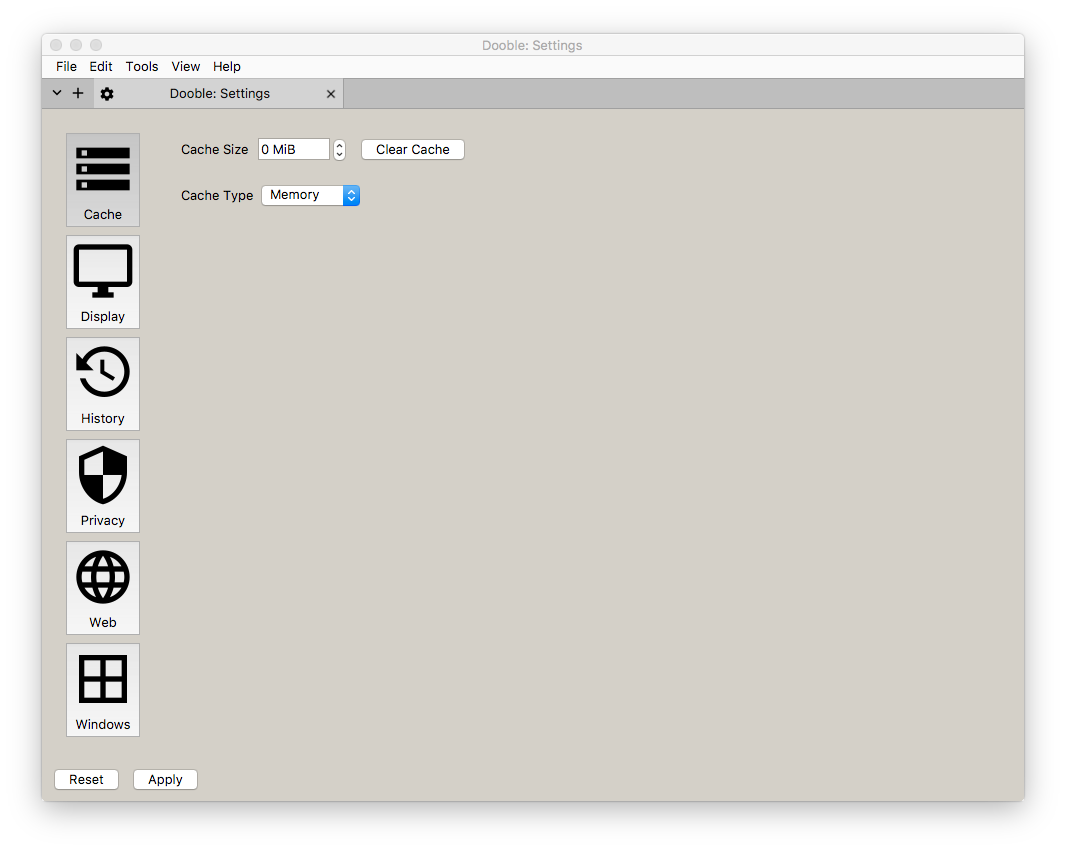 Dooble: Settings
File Edit Tools View Help
Dooble: Settings
Cache Size 0 MiB Clear Cache
Cache Type Memory
Cache
Display
History
Privacy
Web
Windows
Reset Apply